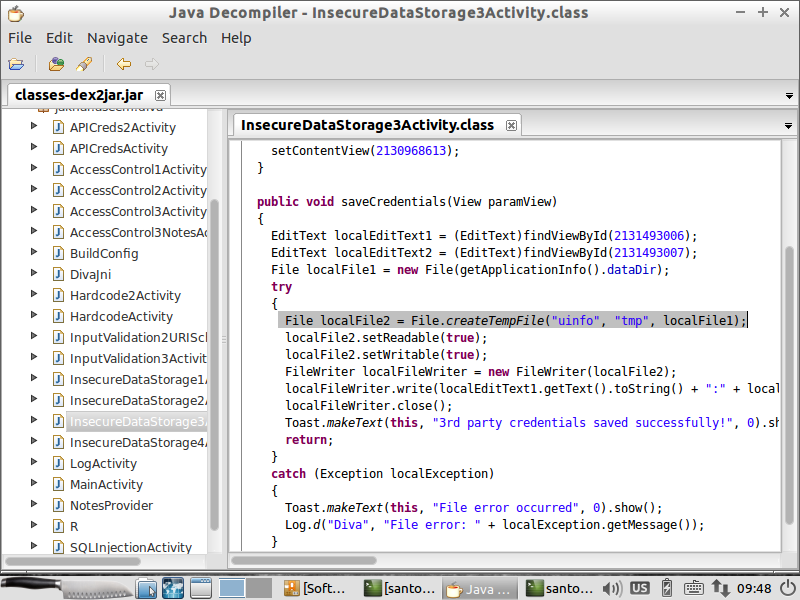 Java Decompiler - InsecureDataStorage3Activity.class
File Edit Navigate Search Help
classes-dex2jar.jar
APICreds2Activity
APICredsActivity
AccessControl1Activity
AccessControl2Activity
AccessControl3Activity
AccessControl3NotesAc
BuildConfig
DivaJni
Hardcode2Activity
HardcodeActivity
InputValidation2URISc
InputValidation3Activit
InsecureDataStorage1
InsecureDataStorage2
InsecureDataStorage3
InsecureDataStorage4
LogActivity
MainActivity
NotesProvider
R
SQLInjectionActivity
InsecureDataStorage3Activity.class
setContentView(2130968613);
}
public void saveCredentials(View paramView)
{
EditText localEditText1 = (EditText)findViewById(2131493006);
EditText localEditText2 = (EditText)findViewById(2131493007);
File localFile1 = new File(getApplicationInfo().dataDir);
try
{
File localFile2 = File.createTempFile("uinfo", "tmp", localFile1);
localFile2.setReadable(true);
localFile2.setWritable(true);
FileWriter localFileWriter = new FileWriter(localFile2);
localFileWriter.write(localEditText1.getText().toString() + ":" + local
localFileWriter.close();
Toast.makeText(this, "3rd party credentials saved successfully!", 0).sh
return;
}
catch (Exception localException)
{
Toast.makeText(this, "File error occurred", 0).show();
Log.d("Diva", "File error: " + localException.getMessage());
}
[Soft... [santo... Java ... santo... US 09:48